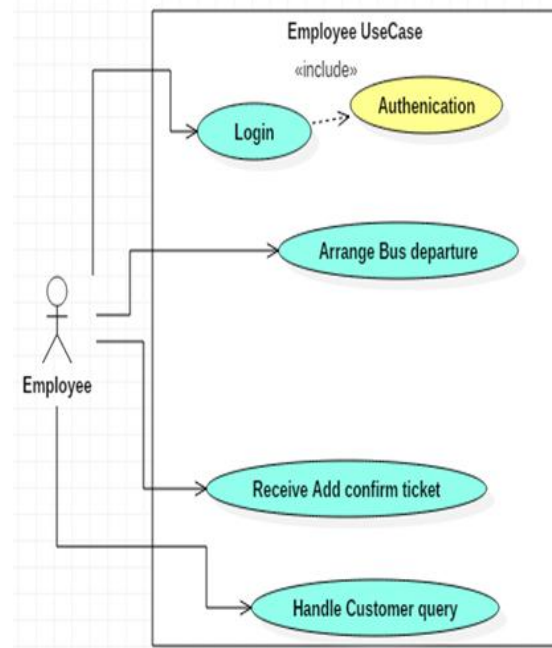 Employee UseCase
«include»
Authenication
Login
Arrange Bus departure
Employee
Receive Add confirm ticket
Handle Customer query